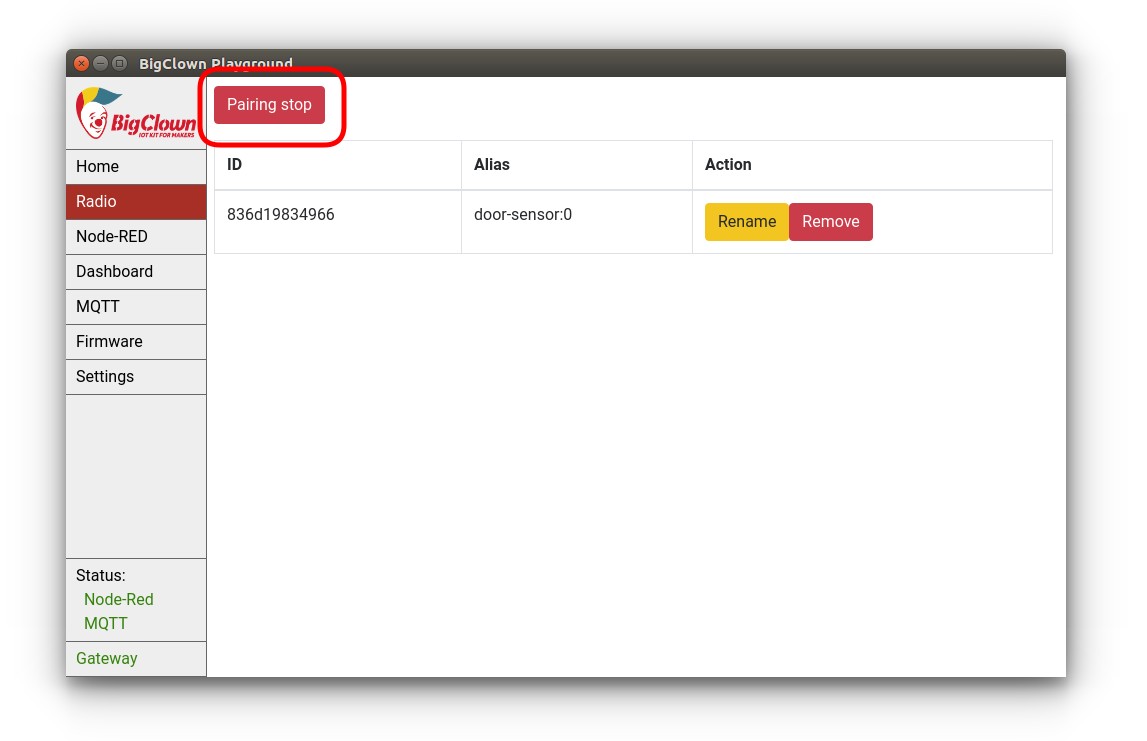 BigClown Playground
BigClown
IOT KIT FOR MAKERS
Pairing stop
Home
Radio
Node-RED
Dashboard
MQTT
Firmware
Settings
ID Alias Action
836d19834966 door-sensor:0 Rename Remove
Status:
Node-Red
MQTT
Gateway